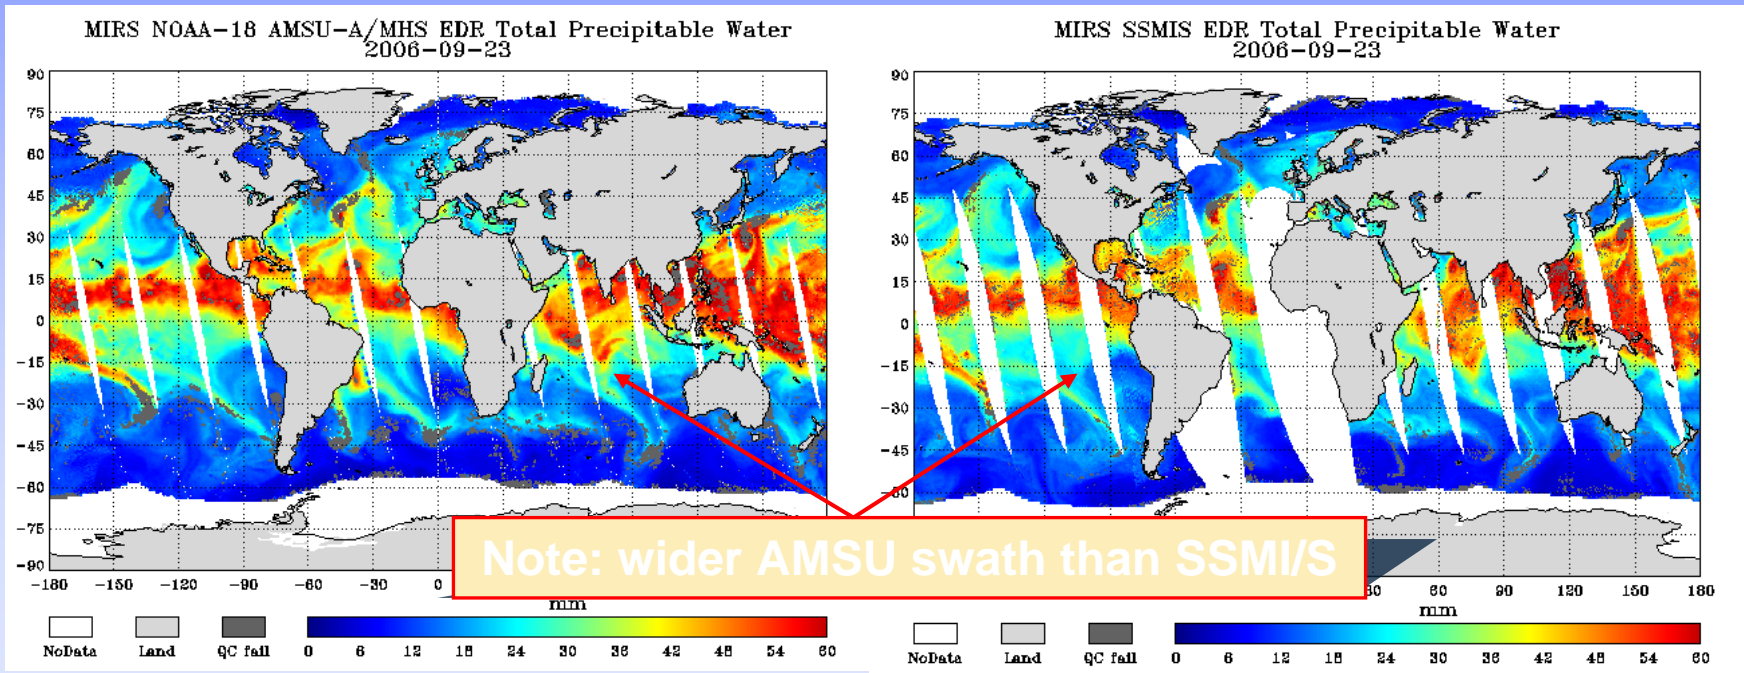 MIRS NOAA-18 AMSU-A/MHS EDR Total Precipitable Water
2006-09-23
90
75
60
45
30
15
0
-15
-30
-45
-60
-75
-90
-180 -150 -120 -90 -60 -30 0
mm
NoData Land QC fail 0 6 12 18 24 30 36 42 48 54 60
MIRS SSMIS EDR Total Precipitable Water
2006-09-23
90
75
60
45
30
15
0
-15
-30
-45
60 90 120 150 180
mm
NoData Land QC fail 0 6 12 18 24 30 36 42 48 54 60
Note: wider AMSU swath than SSMI/S